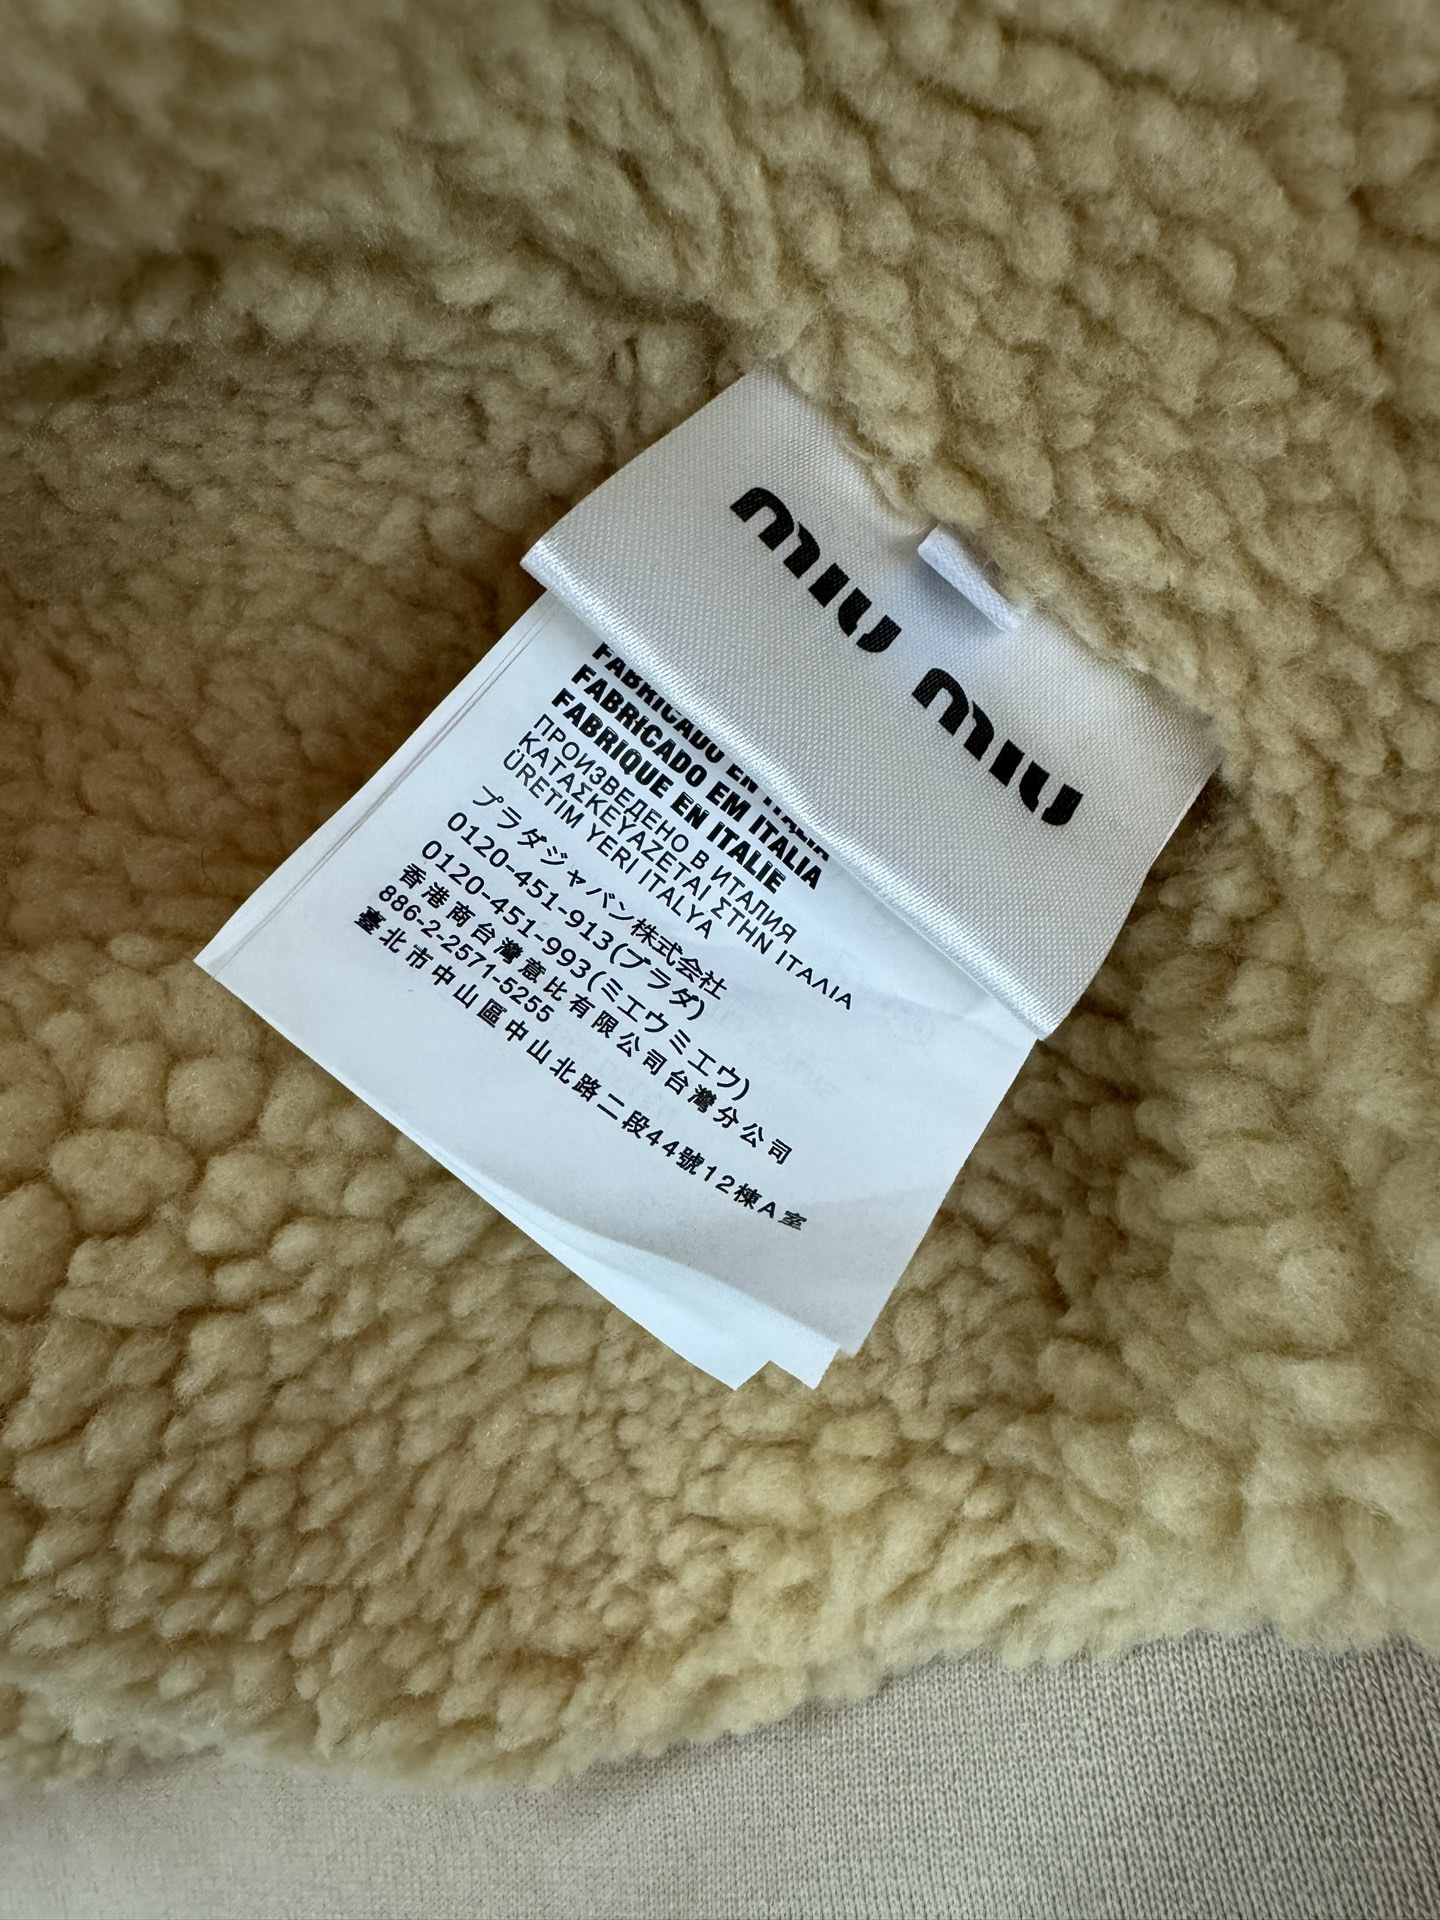 miu miu
FABRICADO EN ITALIA
FABRICADO EM ITALIA
FABRIQUE EN ITALIE
ПРОИЗВЕДЕНО В ИТАЛИЯ
ΚΑΤΑΣΚΕΥΑΖΕΤΑΙ ΣΤΗΝ ΙΤΑΛΙΑ
ÜRETIM YERI ITALYA
プラダジャパン株式会社
0120-451-913(プラダ)
0120-451-993(ミュウミュウ)
香港商台灣意比有限公司台灣分公司
886-2-2571-5255
臺北市中山區中山北路二段44號12棟A室